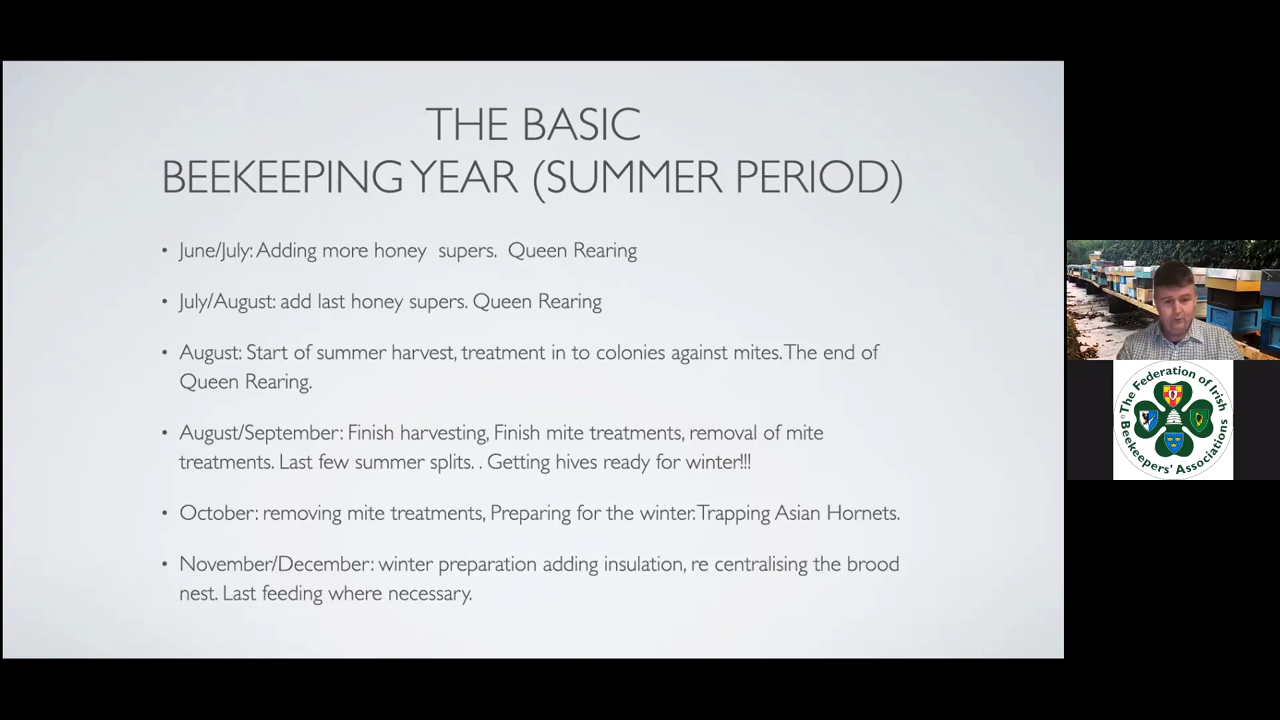 THE BASIC
BEEKEEPING YEAR (SUMMER PERIOD)
• June/July: Adding more honey supers. Queen Rearing
• July/August: add last honey supers. Queen Rearing
• August: Start of summer harvest, treatment in to colonies against mites. The end of
Queen Rearing.
• August/September: Finish harvesting, Finish mite treatments, removal of mite
treatments. Last few summer splits. . Getting hives ready for winter!!!
• October: removing mite treatments, Preparing for the winter. Trapping Asian Hornets.
• November/December: winter preparation adding insulation, re centralising the brood
nest. Last feeding where necessary.
The Federation of Irish
Beekeepers' Associations
©